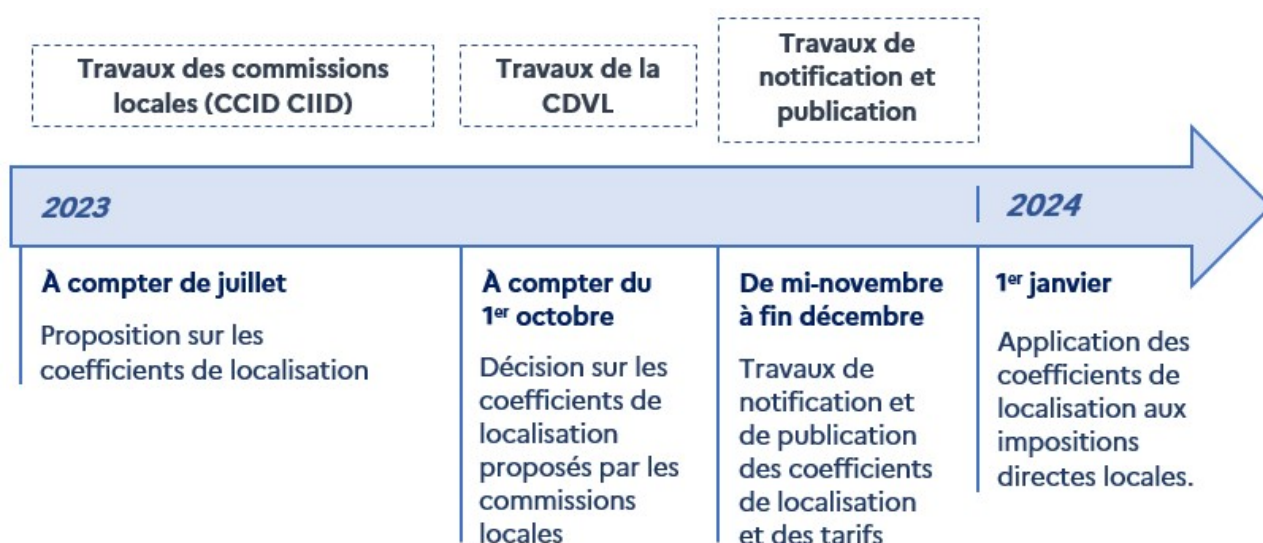 Travaux des commissions
locales (CCID CIID)
Travaux de la
CDVL
Travaux de
notification et
publication
2023
2024
À compter de juillet
Proposition sur les
coefficients de localisation
À compter du
1er octobre
Décision sur les
coefficients de
localisation
proposés par les
commissions
locales
De mi-novembre
à fin décembre
Travaux de
notification et
de publication
des coefficients
de localisation
et des tarifs
1er janvier
Application des
coefficients de
localisation aux
impositions
directes locales.